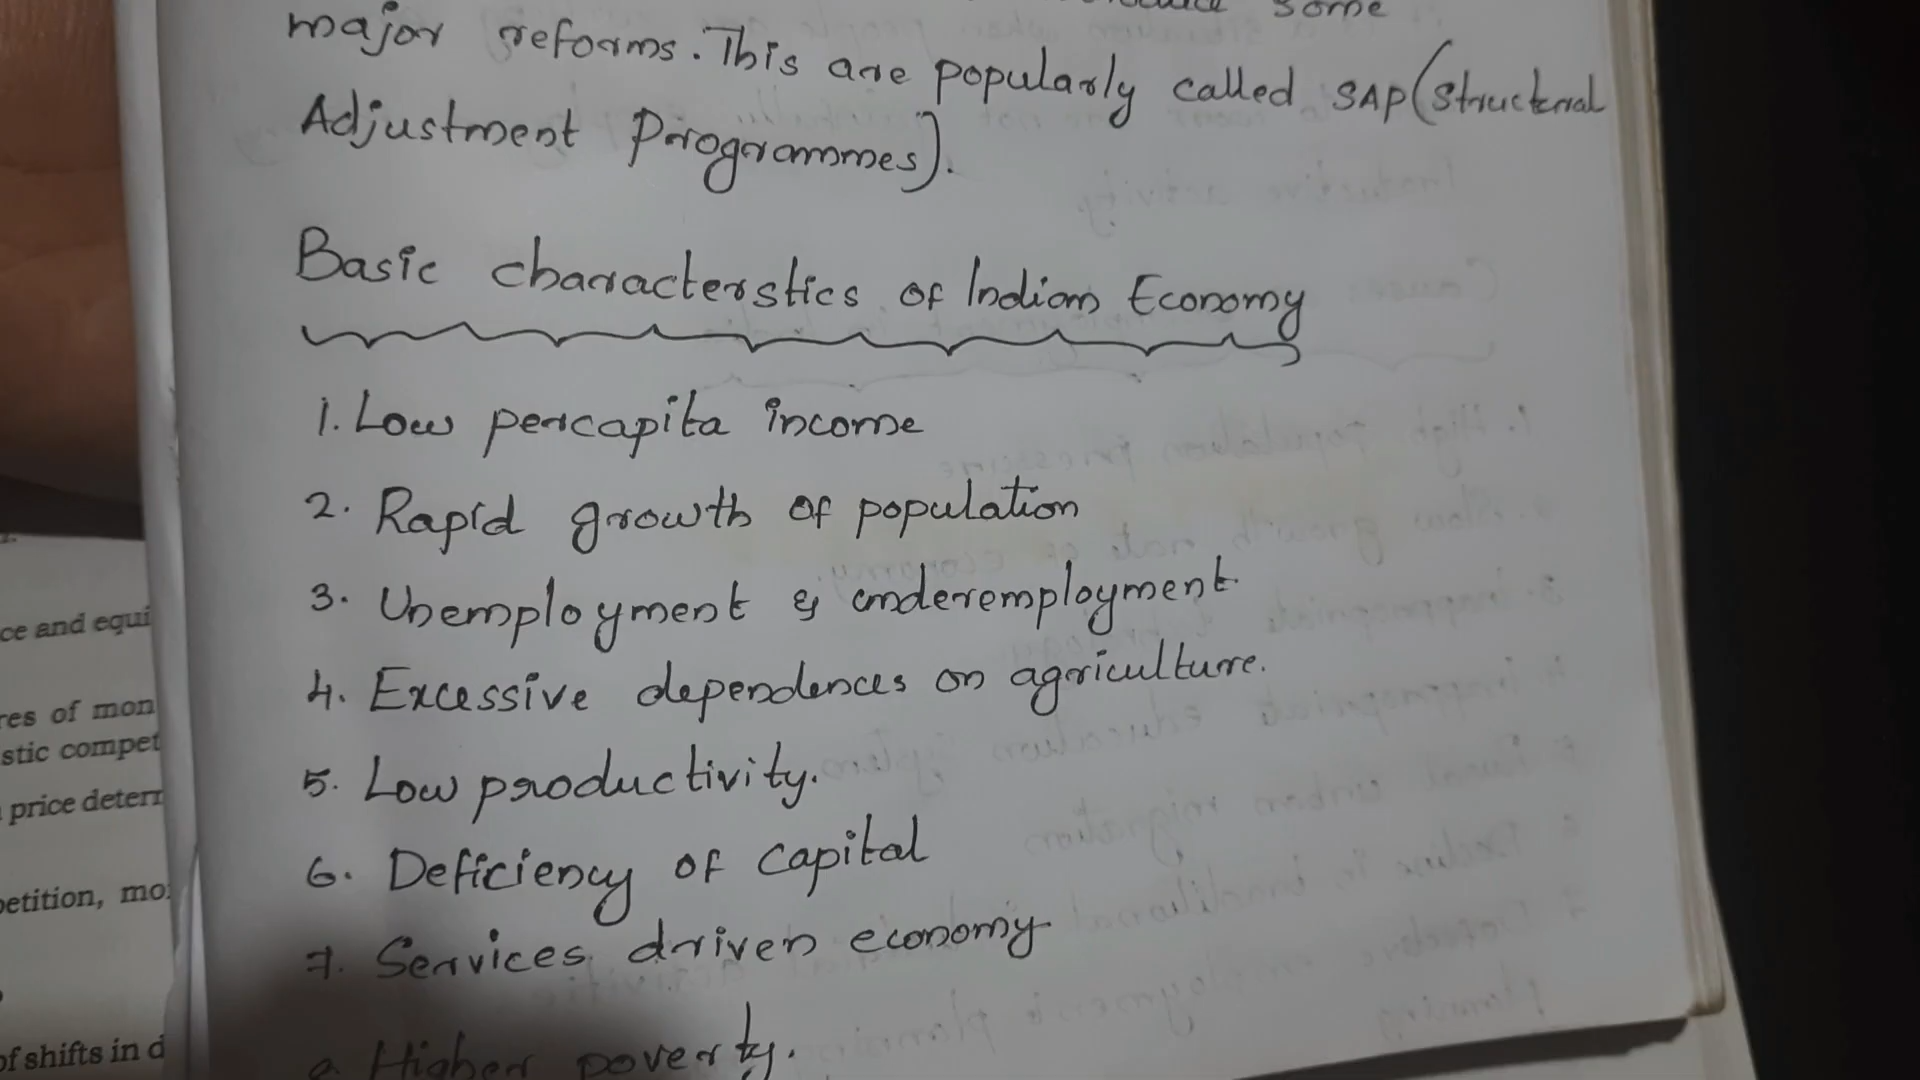 some
major reforms. This are popularly called SAP (Structural
Adjustment Programmes).
Basic characterstics of Indian Economy
1. Low percapita income
2. Rapid growth of population
3. Unemployment & underemployment
4. Excessive dependences on agriculture.
5. Low productivity.
6. Deficiency of capital
7. Services driven economy
Higher poverty.
ce and equi
res of mon
stic compet
price deter
petition, mo
of shifts in d